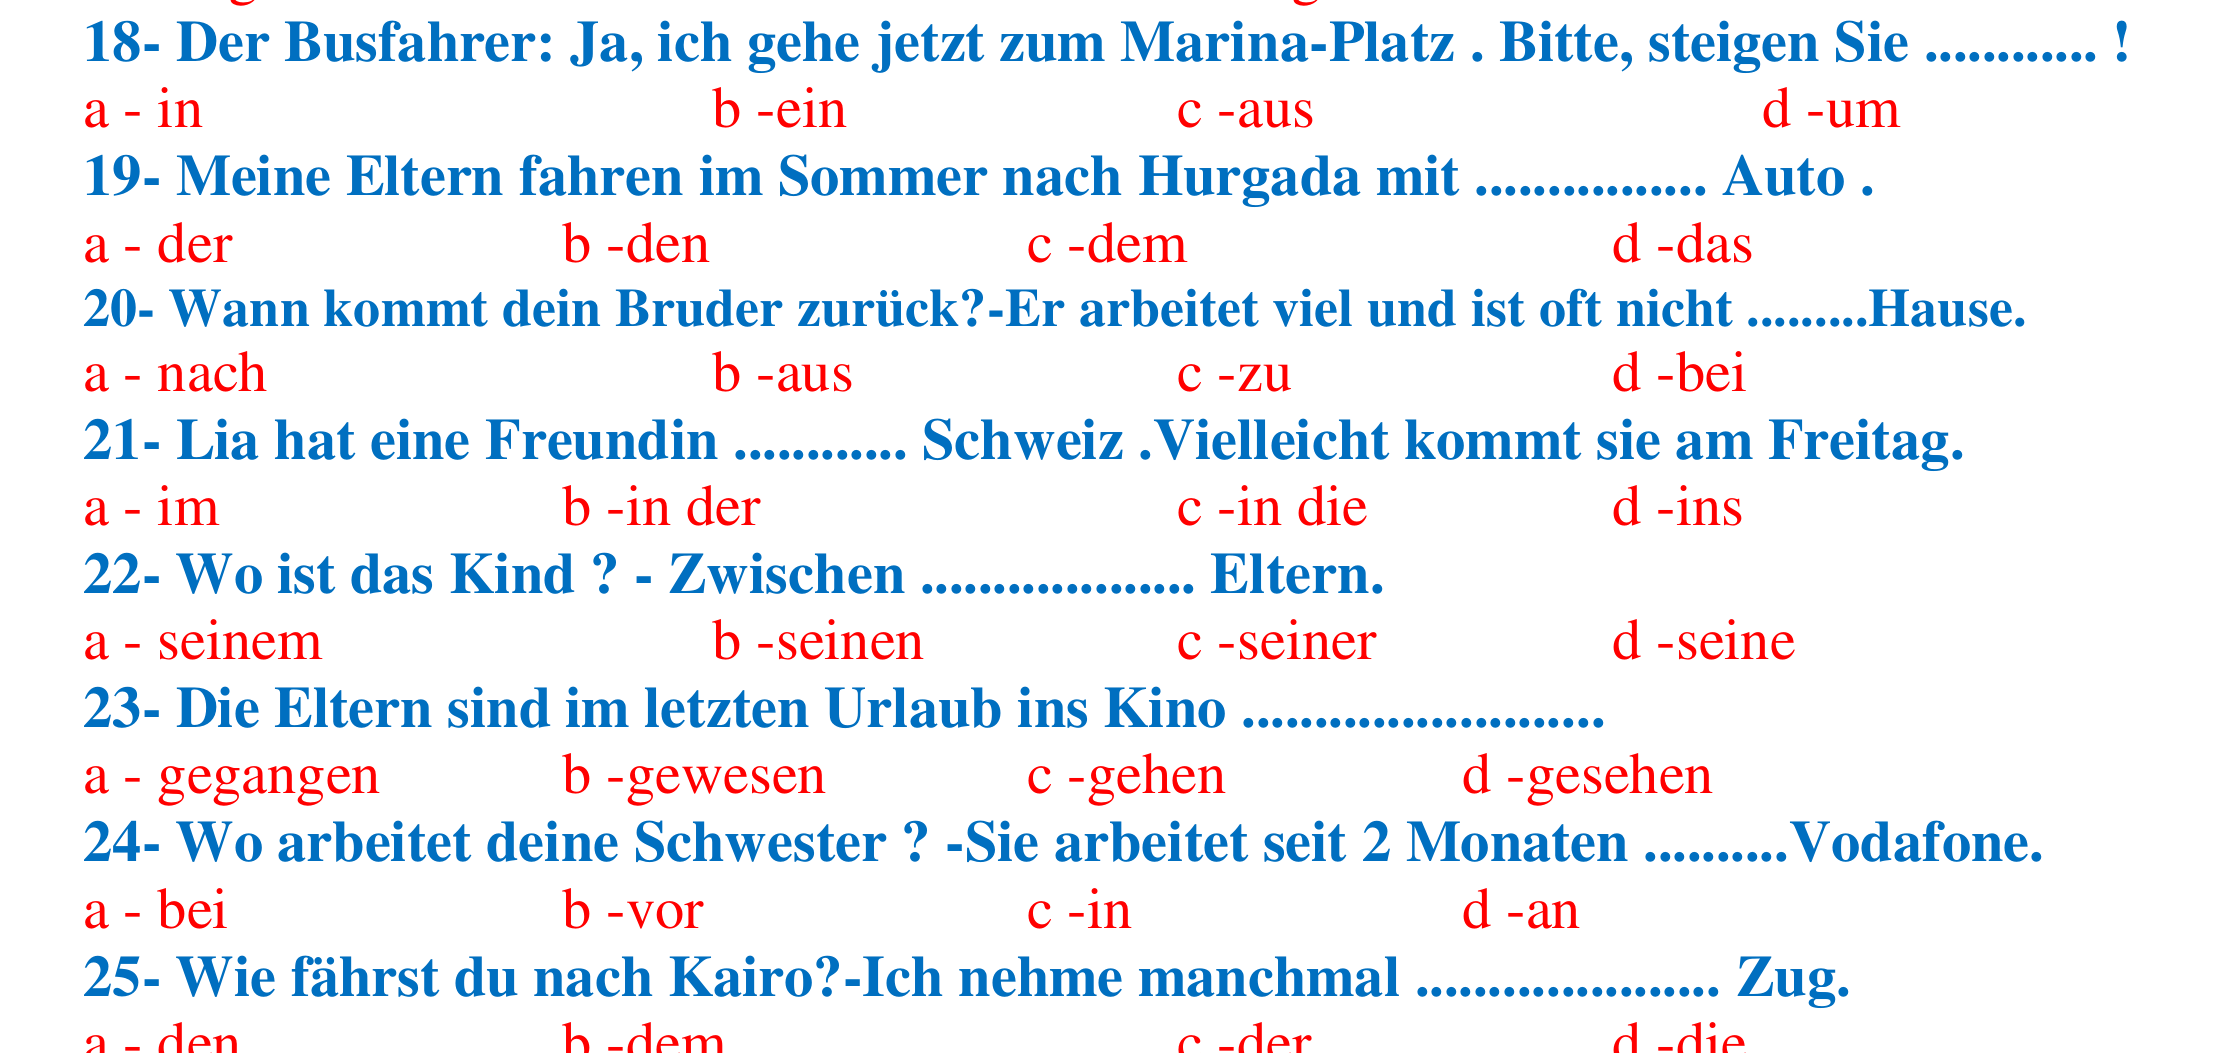 18- Der Busfahrer: Ja, ich gehe jetzt zum Marina-Platz . Bitte, steigen Sie ............ !
a - in b -ein c -aus d -um
19- Meine Eltern fahren im Sommer nach Hurgada mit ................ Auto .
a - der b -den c -dem d -das
20- Wann kommt dein Bruder zurück?-Er arbeitet viel und ist oft nicht .........Hause.
a - nach b -aus c -zu d -bei
21- Lia hat eine Freundin ............ Schweiz .Vielleicht kommt sie am Freitag.
a - im b -in der c -in die d -ins
22- Wo ist das Kind ? - Zwischen ................... Eltern.
a - seinem b -seinen c -seiner d -seine
23- Die Eltern sind im letzten Urlaub ins Kino .........................
a - gegangen b -gewesen c -gehen d -gesehen
24- Wo arbeitet deine Schwester ? -Sie arbeitet seit 2 Monaten ..........Vodafone.
a - bei b -vor c -in d -an
25- Wie fährst du nach Kairo?-Ich nehme manchmal ..................... Zug.
a - den b -dem c -der d -die